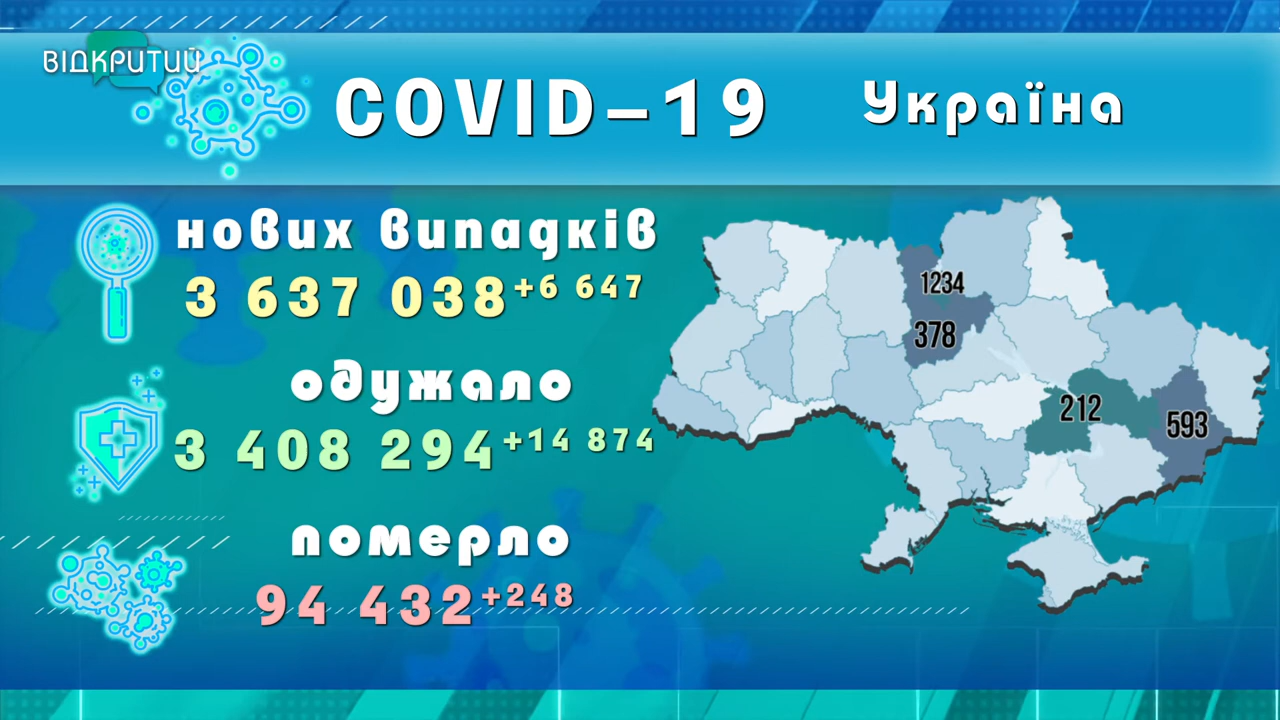 ВІДКРИТИЙ
COVID-19 Україна
нових випадків
3 637 038+6 647
одужало
3 408 294+14 874
померло
94 432+248
1234
378
212
593